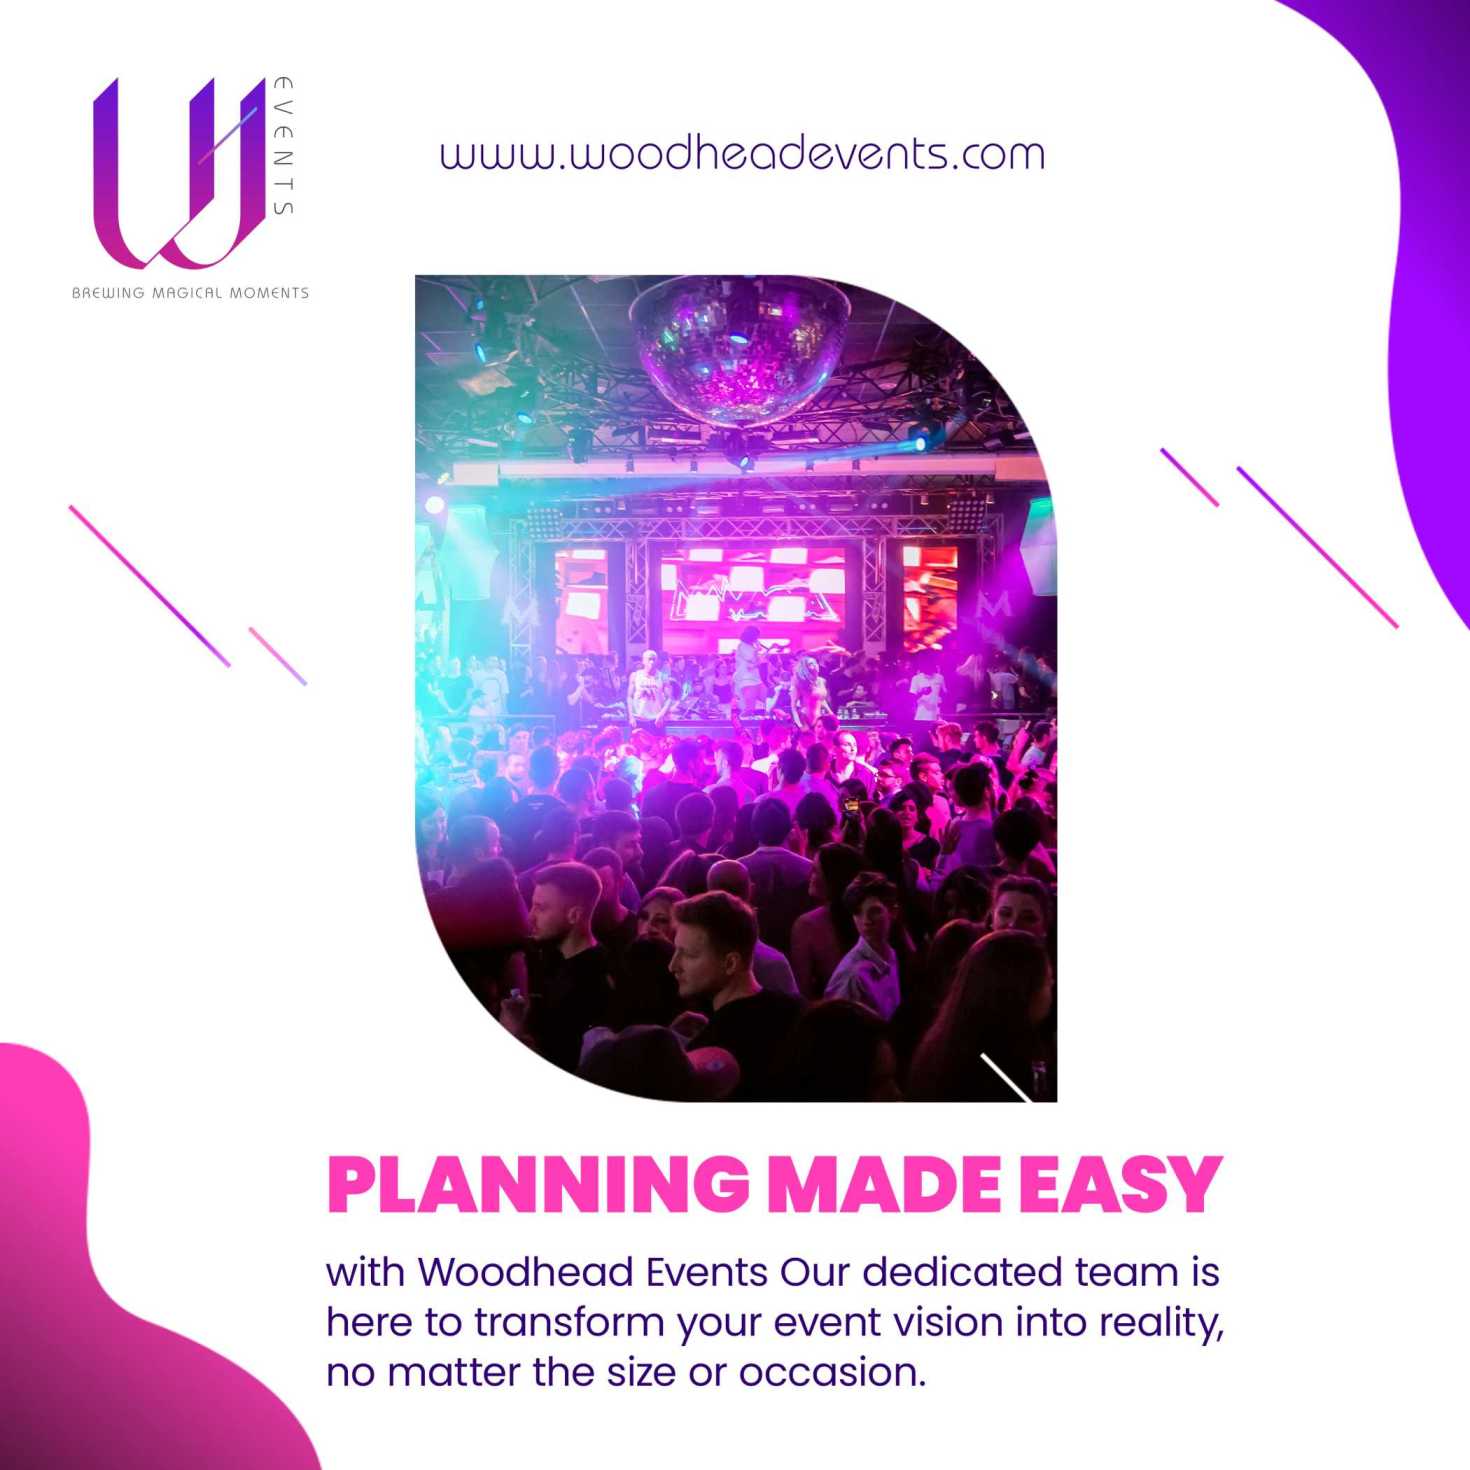 W
EVENTS
BREWING MAGICAL MOMENTS
www.woodheadevents.com
M
M
PLANNING MADE EASY
with Woodhead Events Our dedicated team is
here to transform your event vision into reality,
no matter the size or occasion.